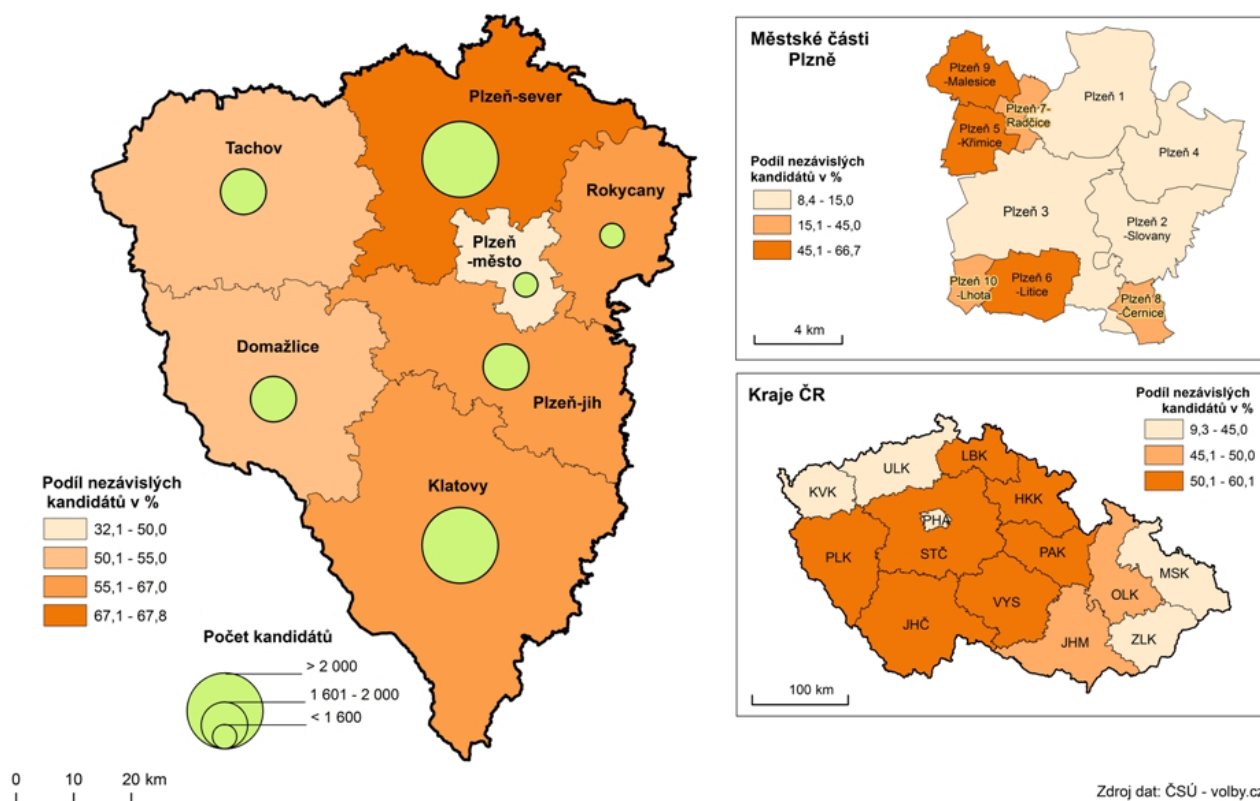 Plzeň-sever
Tachov
Rokycany
Plzeň
-město
Domažlice
Plzeň-jih
Klatovy
Podíl nezávislých
kandidátů v %
32,1 - 50,0
50,1 - 55,0
55,1 - 67,0
67,1 - 67,8
Počet kandidátů
> 2 000
1 601 - 2 000
< 1 600
0 10 20 km
Městské části
Plzně
Plzeň 9
-Malesice
Plzeň 7-
Radčice
Plzeň 1
Plzeň 5
-Křimice
Plzeň 4
Podíl nezávislých
kandidátů v %
8,4 - 15,0
15,1 - 45,0
45,1 - 66,7
Plzeň 3
Plzeň 2
-Slovany
Plzeň 10
-Lhota
Plzeň 6
-Litice
Plzeň 8
-Černice
4 km
Kraje ČR
Podíl nezávislých
kandidátů v %
9,3 - 45,0
45,1 - 50,0
50,1 - 60,1
LBK
ULK
KVK
HKK
PHA
PLK
STČ
PAK
MSK
OLK
VYS
JHČ
JHM
ZLK
100 km
Zdroj dat: ČSÚ - volby.cz